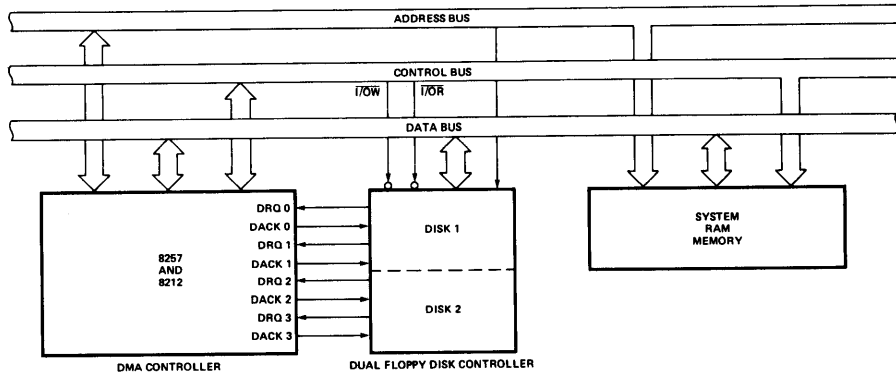 ADDRESS BUS
CONTROL BUS
I/OW
I/OR
DATA BUS
DRQ 0
DACK 0
DRQ 1
DACK 1
DRQ 2
DACK 2
DRQ 3
DACK 3
8257
AND
8212
DISK 1
DISK 2
SYSTEM
RAM
MEMORY
DMA CONTROLLER
DUAL FLOPPY DISK CONTROLLER